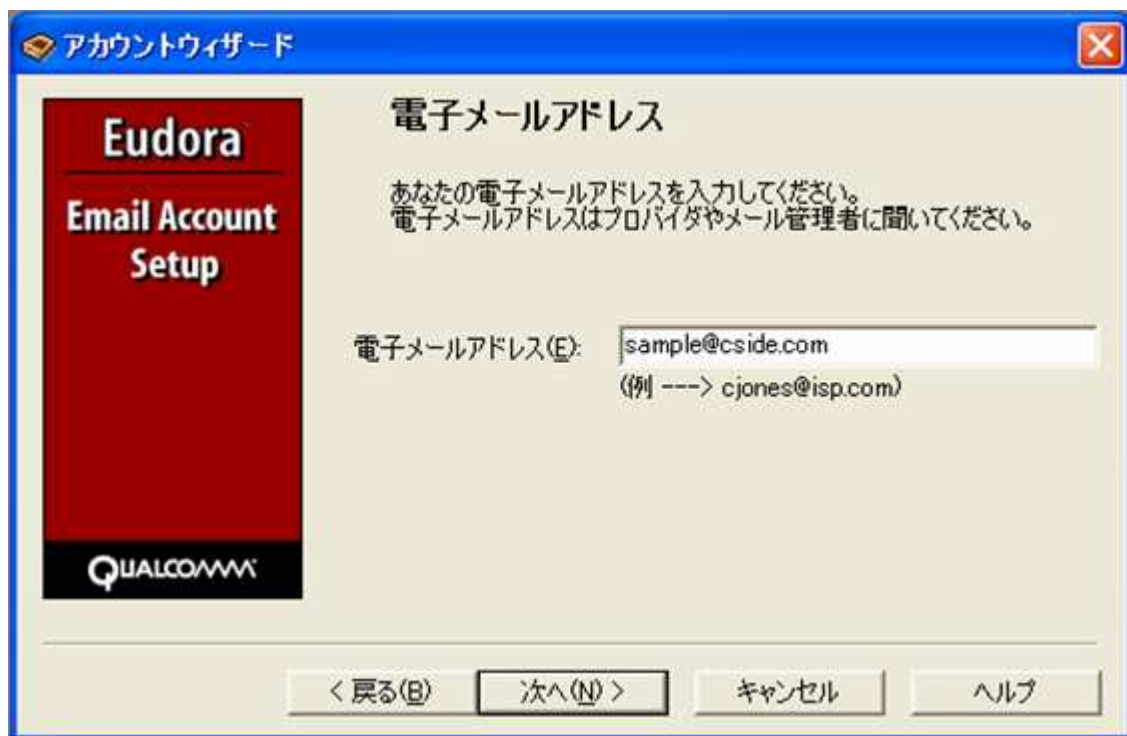 アカウントウィザード
Eudora
Email Account
Setup
QUALCOMM
電子メールアドレス
あなたの電子メールアドレスを入力してください。
電子メールアドレスはプロバイダやメール管理者に聞いてください。
電子メールアドレス(E): sample@cside.com
(例 ---> cjones@isp.com)
< 戻る(B) 次へ(N) > キャンセル ヘルプ